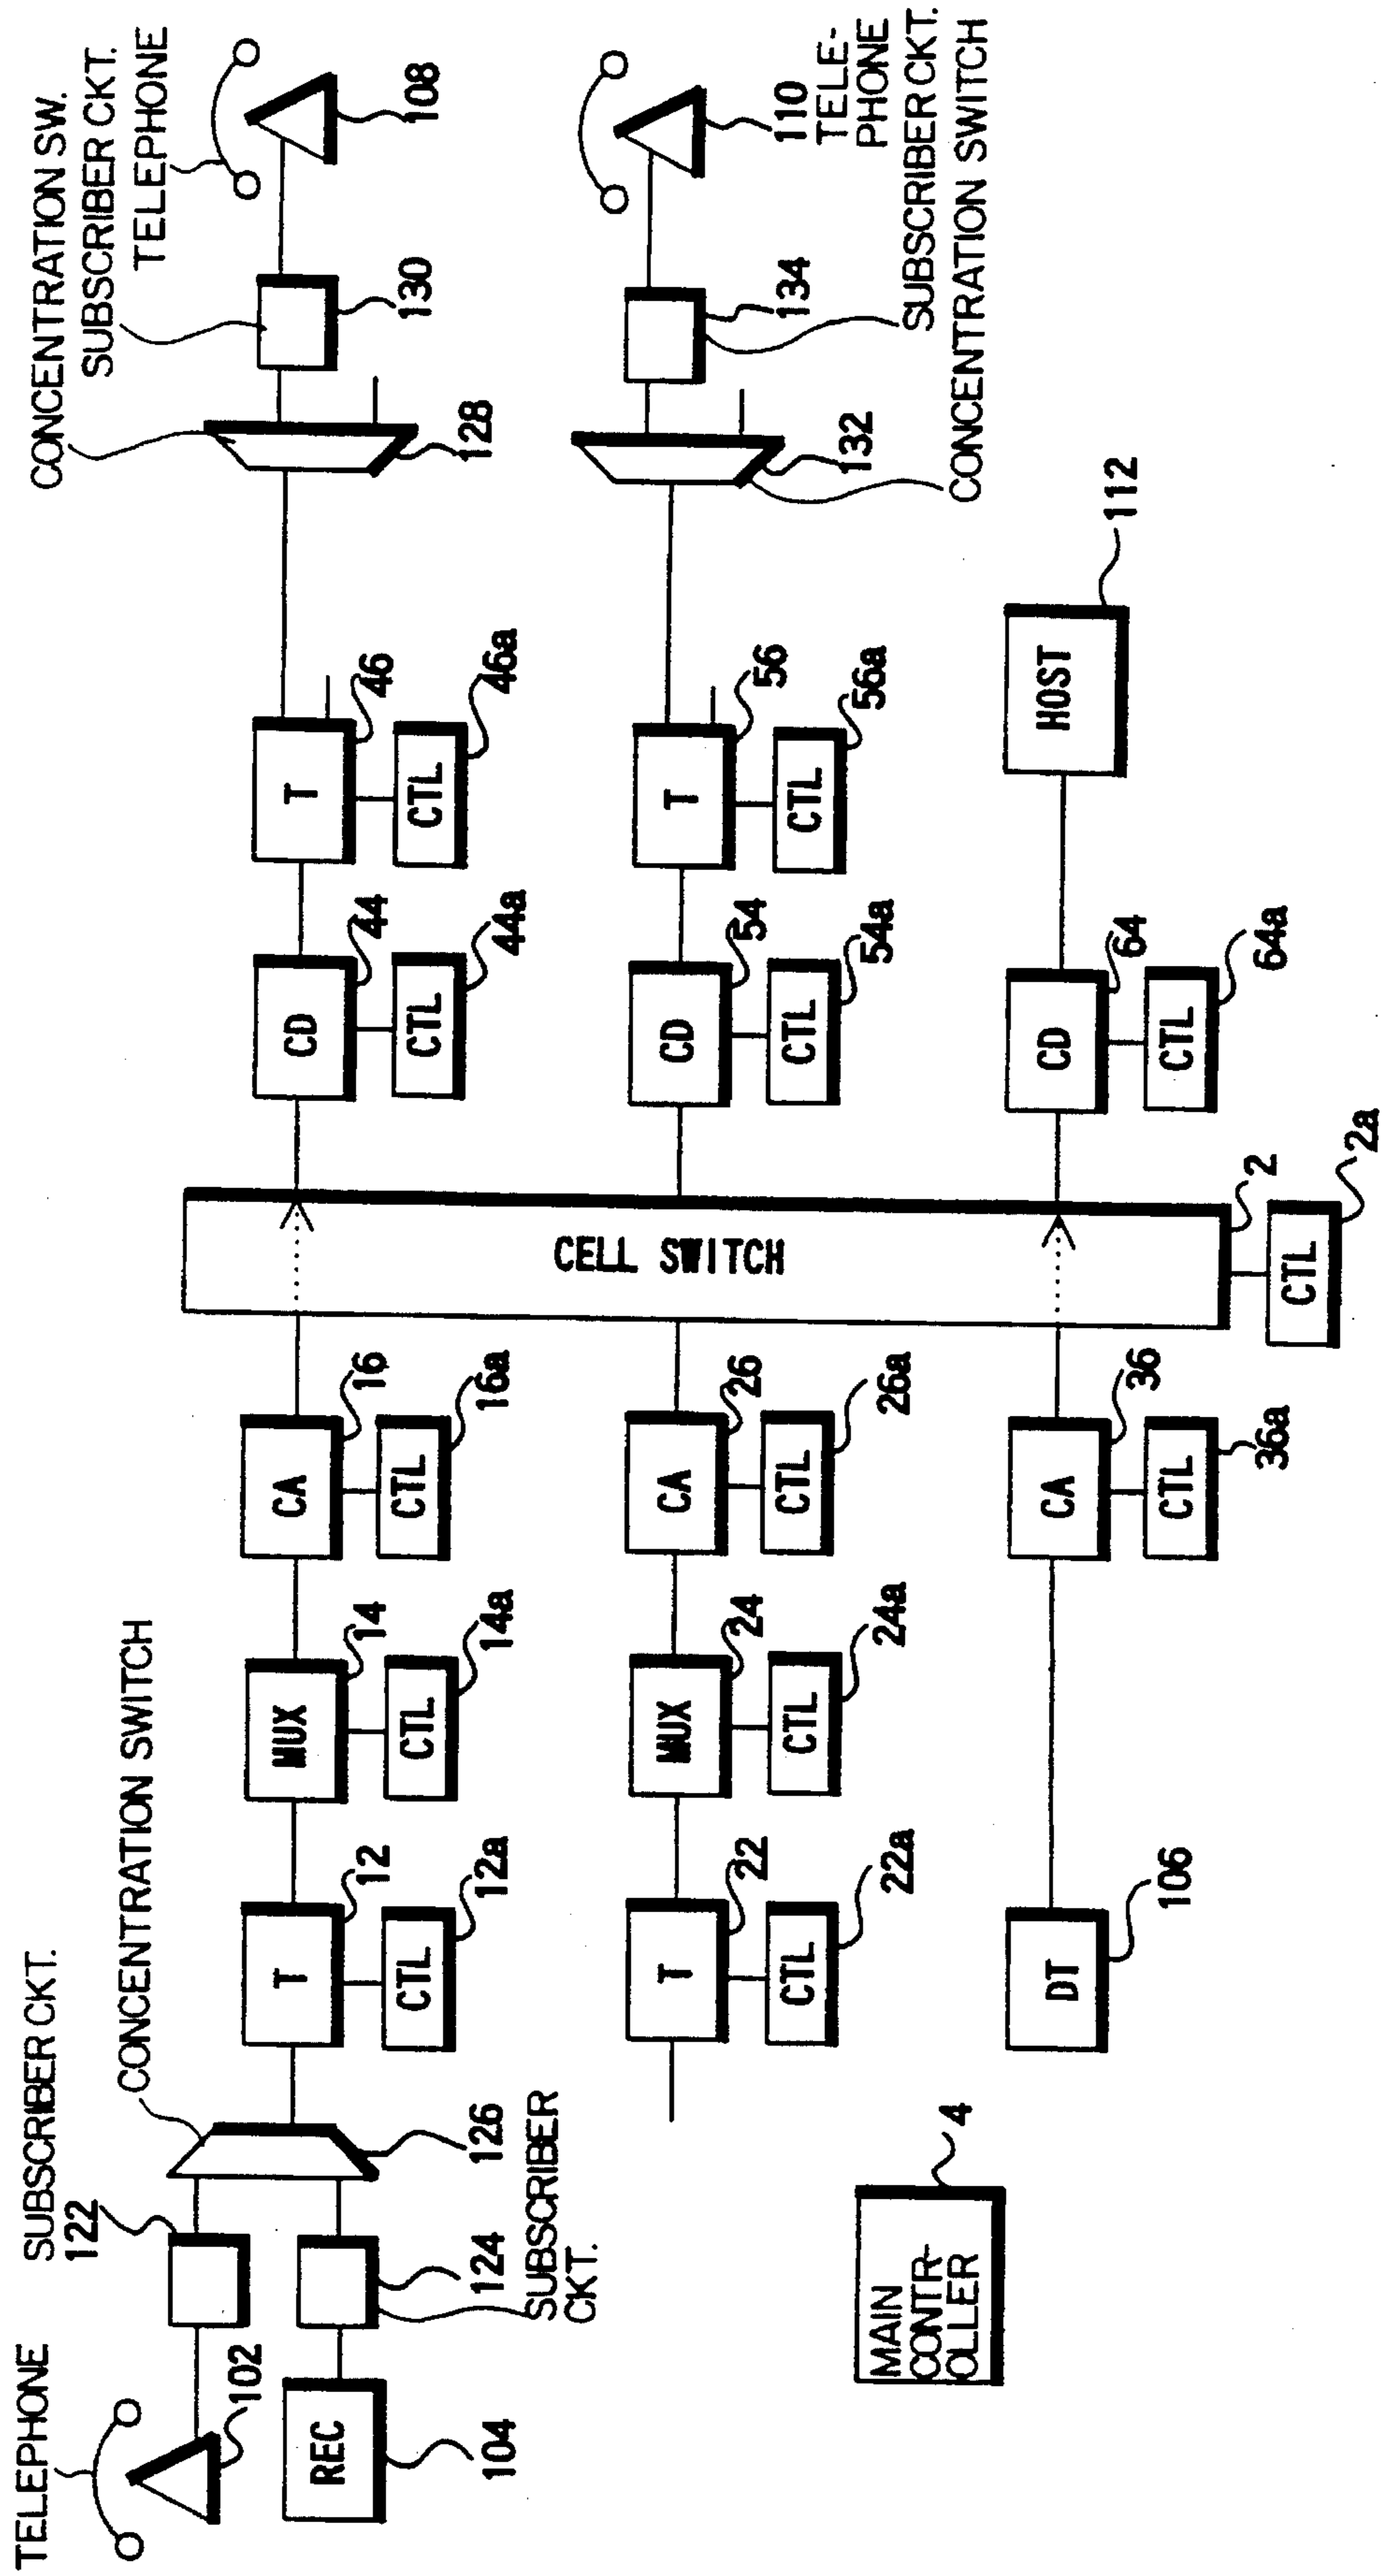 TELEPHONE
102
SUBSCRIBER CKT.
122
REC
104
124
SUBSCRIBER
CKT.
CONCENTRATION SWITCH
126
T
12
CTL
12a
MUX
14
CTL
14a
CA
16
CTL
16a
T
22
CTL
22a
MUX
24
CTL
24a
CA
26
CTL
26a
DT
106
CA
36
CTL
36a
MAIN
CONTR-
OLLER
4
CELL SWITCH
2
CTL
2a
CD
44
CTL
44a
T
46
CTL
46a
CONCENTRATION SW.
SUBSCRIBER CKT.
TELEPHONE
128
130
108
CD
54
CTL
54a
T
56
CTL
56a
132
134
110
TELE-
PHONE
SUBSCRIBER CKT.
CONCENTRATION SWITCH
CD
64
CTL
64a
HOST
112